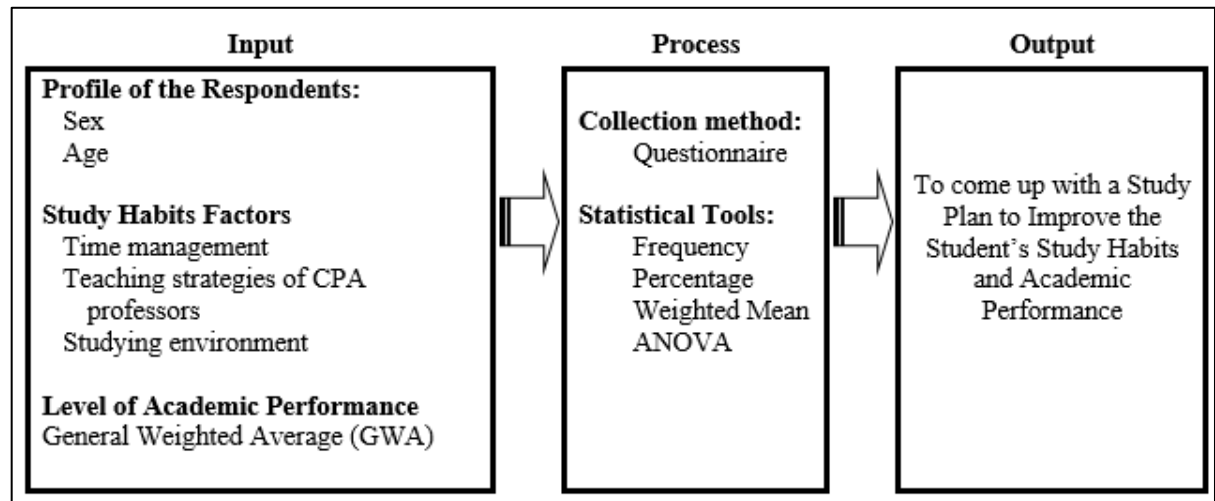 Input
Profile of the Respondents:
Sex
Age
Study Habits Factors
Time management
Teaching strategies of CPA
professors
Studying environment
Level of Academic Performance
General Weighted Average (GWA)
Process
Collection method:
Questionnaire
Statistical Tools:
Frequency
Percentage
Weighted Mean
ANOVA
Output
To come up with a Study
Plan to Improve the
Student’s Study Habits
and Academic
Performance